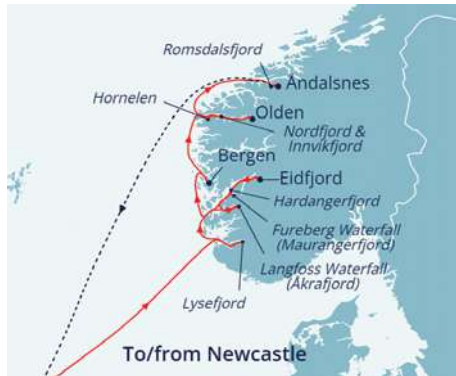 Romsdalsfjord
Andalsnes
Hornelen
Olden
Nordfjord &
Innvikfjord
Bergen
Eidfjord
Hardangerfjord
Fureberg Waterfall
(Maurangerfjord)
Langfoss Waterfall
(Åkrafjord)
Lysefjord
To/from Newcastle